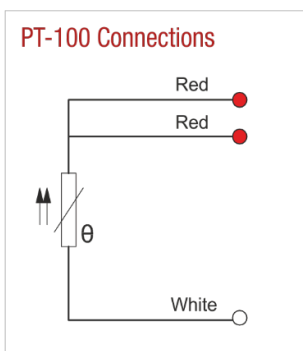 PT-100 Connections
Red
Red
θ
White